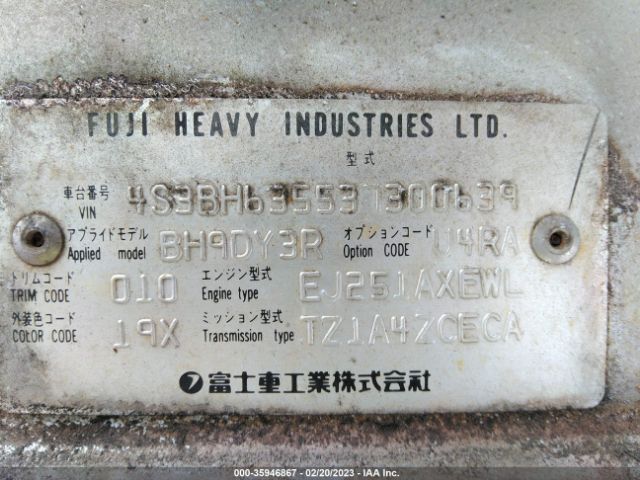 FUJI HEAVY INDUSTRIES LTD.
型式
車台番号 VIN 4S3BH635537300639
アプライドモデル Applied model BH9DY3R オプションコード Option CODE U4RA
トリムコード TRIM CODE 010 エンジン型式 Engine type EJ251AXEWL
外装色コード COLOR CODE 19X ミッション型式 Transmission type TZ1A4ZCECA
フ 富士重工業株式会社
000-35946867 - 02/20/2023 - IAA Inc.